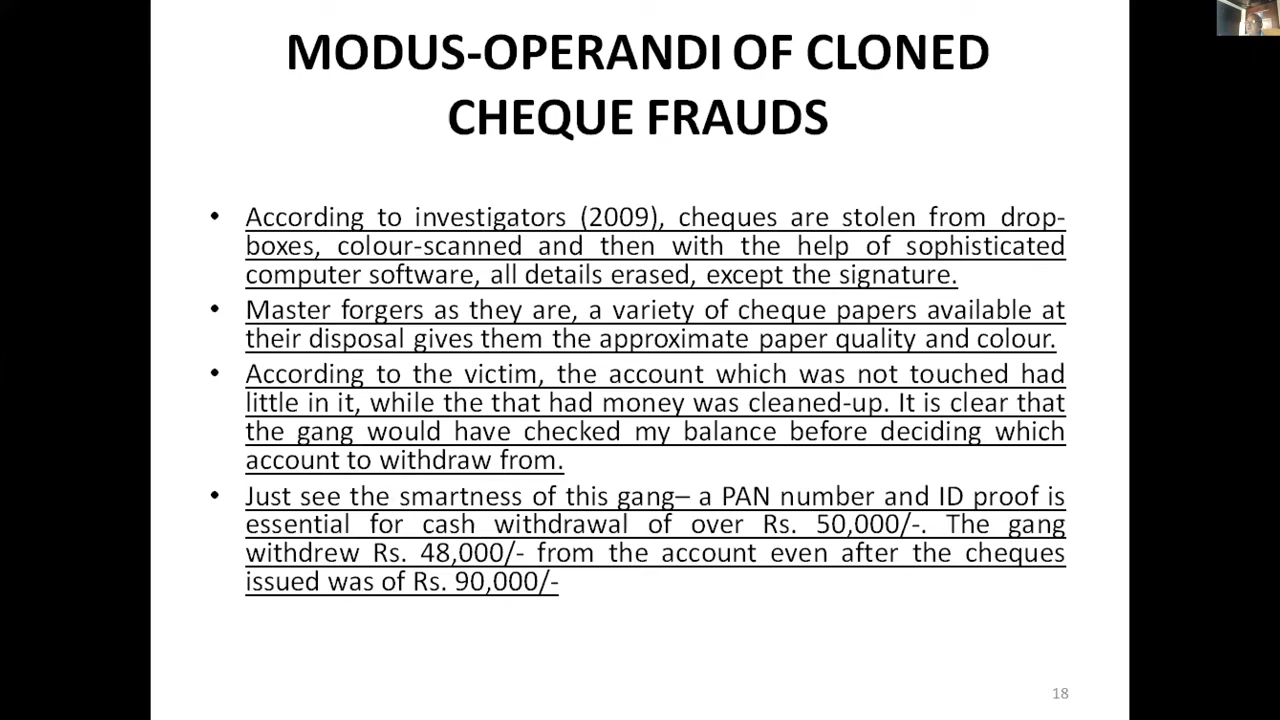 MODUS-OPERANDI OF CLONED
CHEQUE FRAUDS
• According to investigators (2009), cheques are stolen from drop-
boxes, colour-scanned and then with the help of sophisticated
computer software, all details erased, except the signature.
• Master forgers as they are, a variety of cheque papers available at
their disposal gives them the approximate paper quality and colour.
• According to the victim, the account which was not touched had
little in it, while the that had money was cleaned-up. It is clear that
the gang would have checked my balance before deciding which
account to withdraw from.
• Just see the smartness of this gang– a PAN number and ID proof is
essential for cash withdrawal of over Rs. 50,000/-. The gang
withdrew Rs. 48,000/- from the account even after the cheques
issued was of Rs. 90,000/-
18